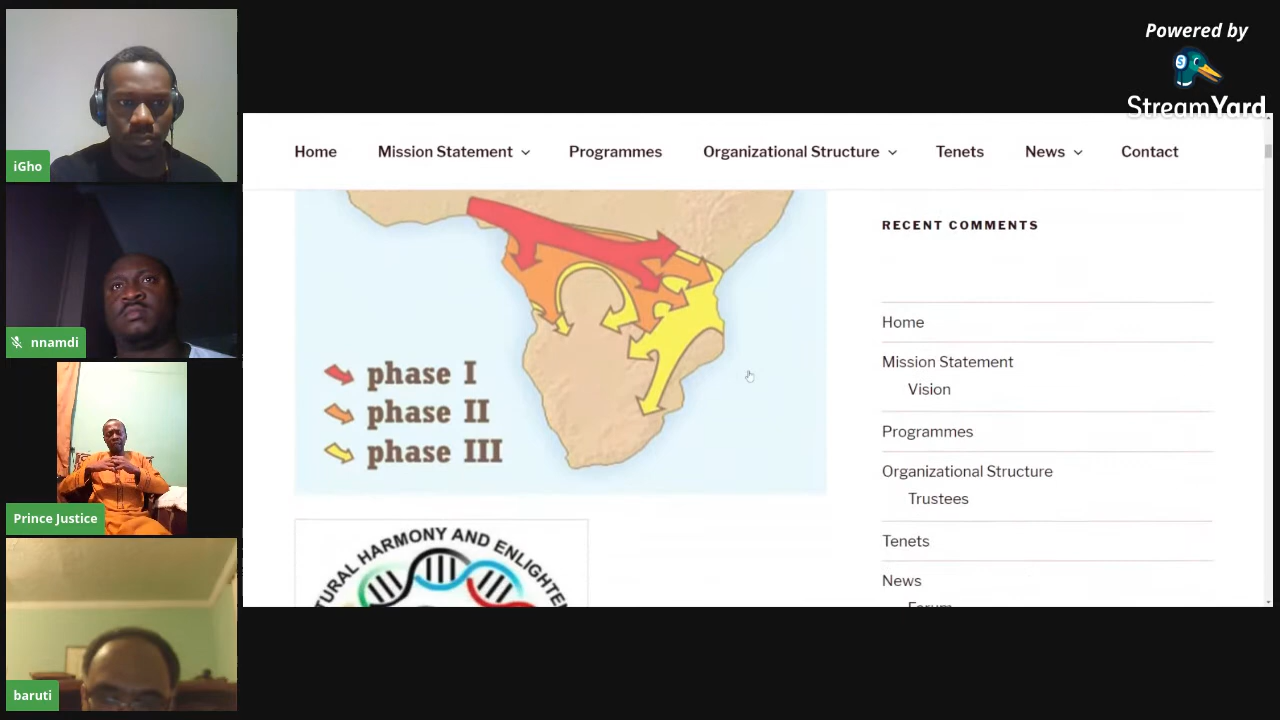 Powered by
StreamYard
iGho
nnamdi
Prince Justice
baruti
Home
Mission Statement
Programmes
Organizational Structure
Tenets
News
Contact
phase I
phase II
phase III
TURAL HARMONY AND ENLIGHTEN
RECENT COMMENTS
Home
Mission Statement
Vision
Programmes
Organizational Structure
Trustees
Tenets
News
Forum